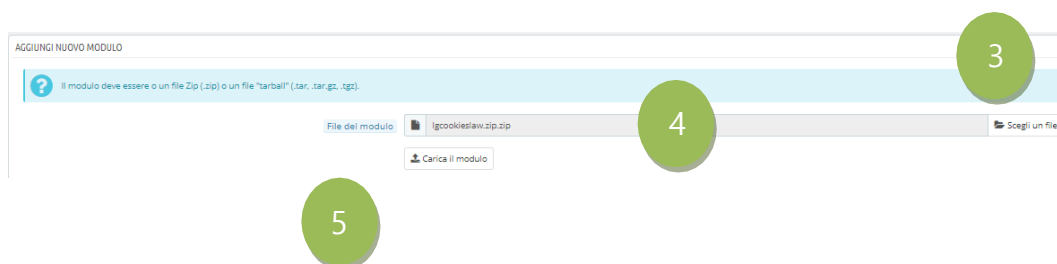 AGGIUNGI NUOVO MODULO
3
? Il modulo deve essere o un file Zip (.zip) o un file "tarball" (.tar, .tar.gz, .tgz).
File del modulo lgcookieslaw.zip.zip 4 Scegli un file
Carica il modulo
5